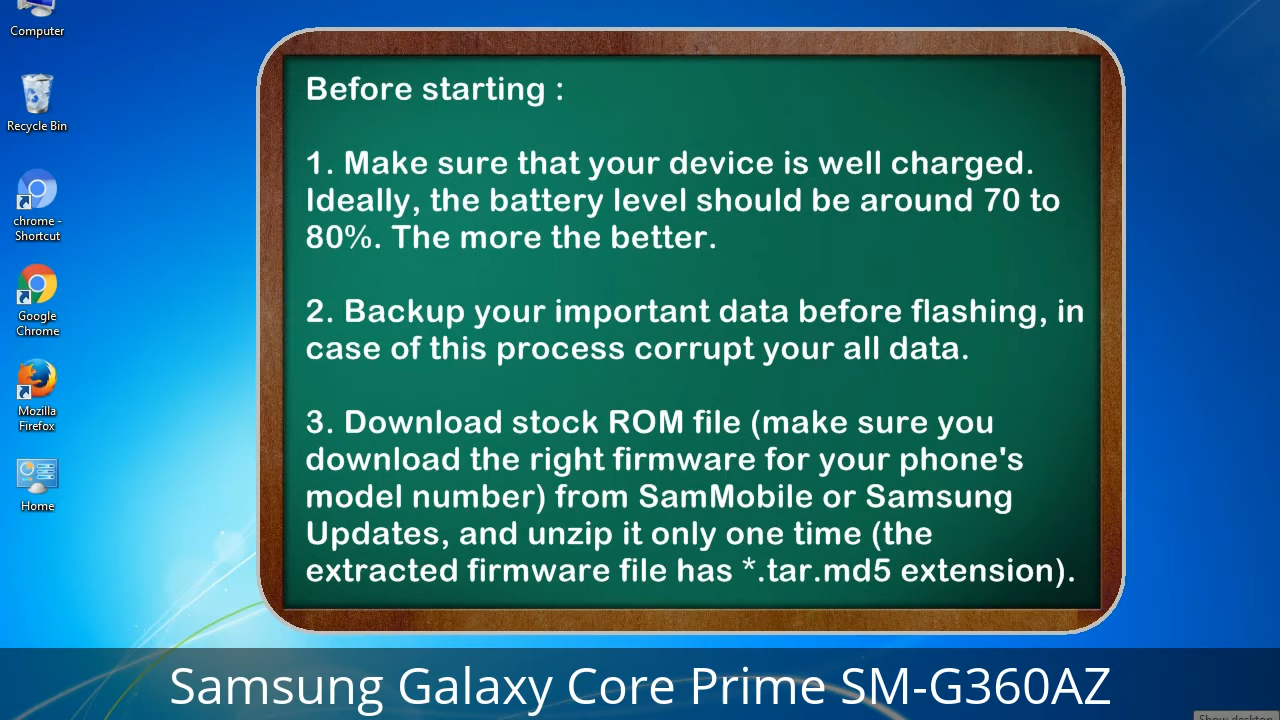 Computer
Recycle Bin
chrome -
Shortcut
Google
Chrome
Mozilla
Firefox
Home
Before starting :
1. Make sure that your device is well charged.
Ideally, the battery level should be around 70 to
80%. The more the better.
2. Backup your important data before flashing, in
case of this process corrupt your all data.
3. Download stock ROM file (make sure you
download the right firmware for your phone's
model number) from SamMobile or Samsung
Updates, and unzip it only one time (the
extracted firmware file has *.tar.md5 extension).
Samsung Galaxy Core Prime SM-G360AZ
Show desktop